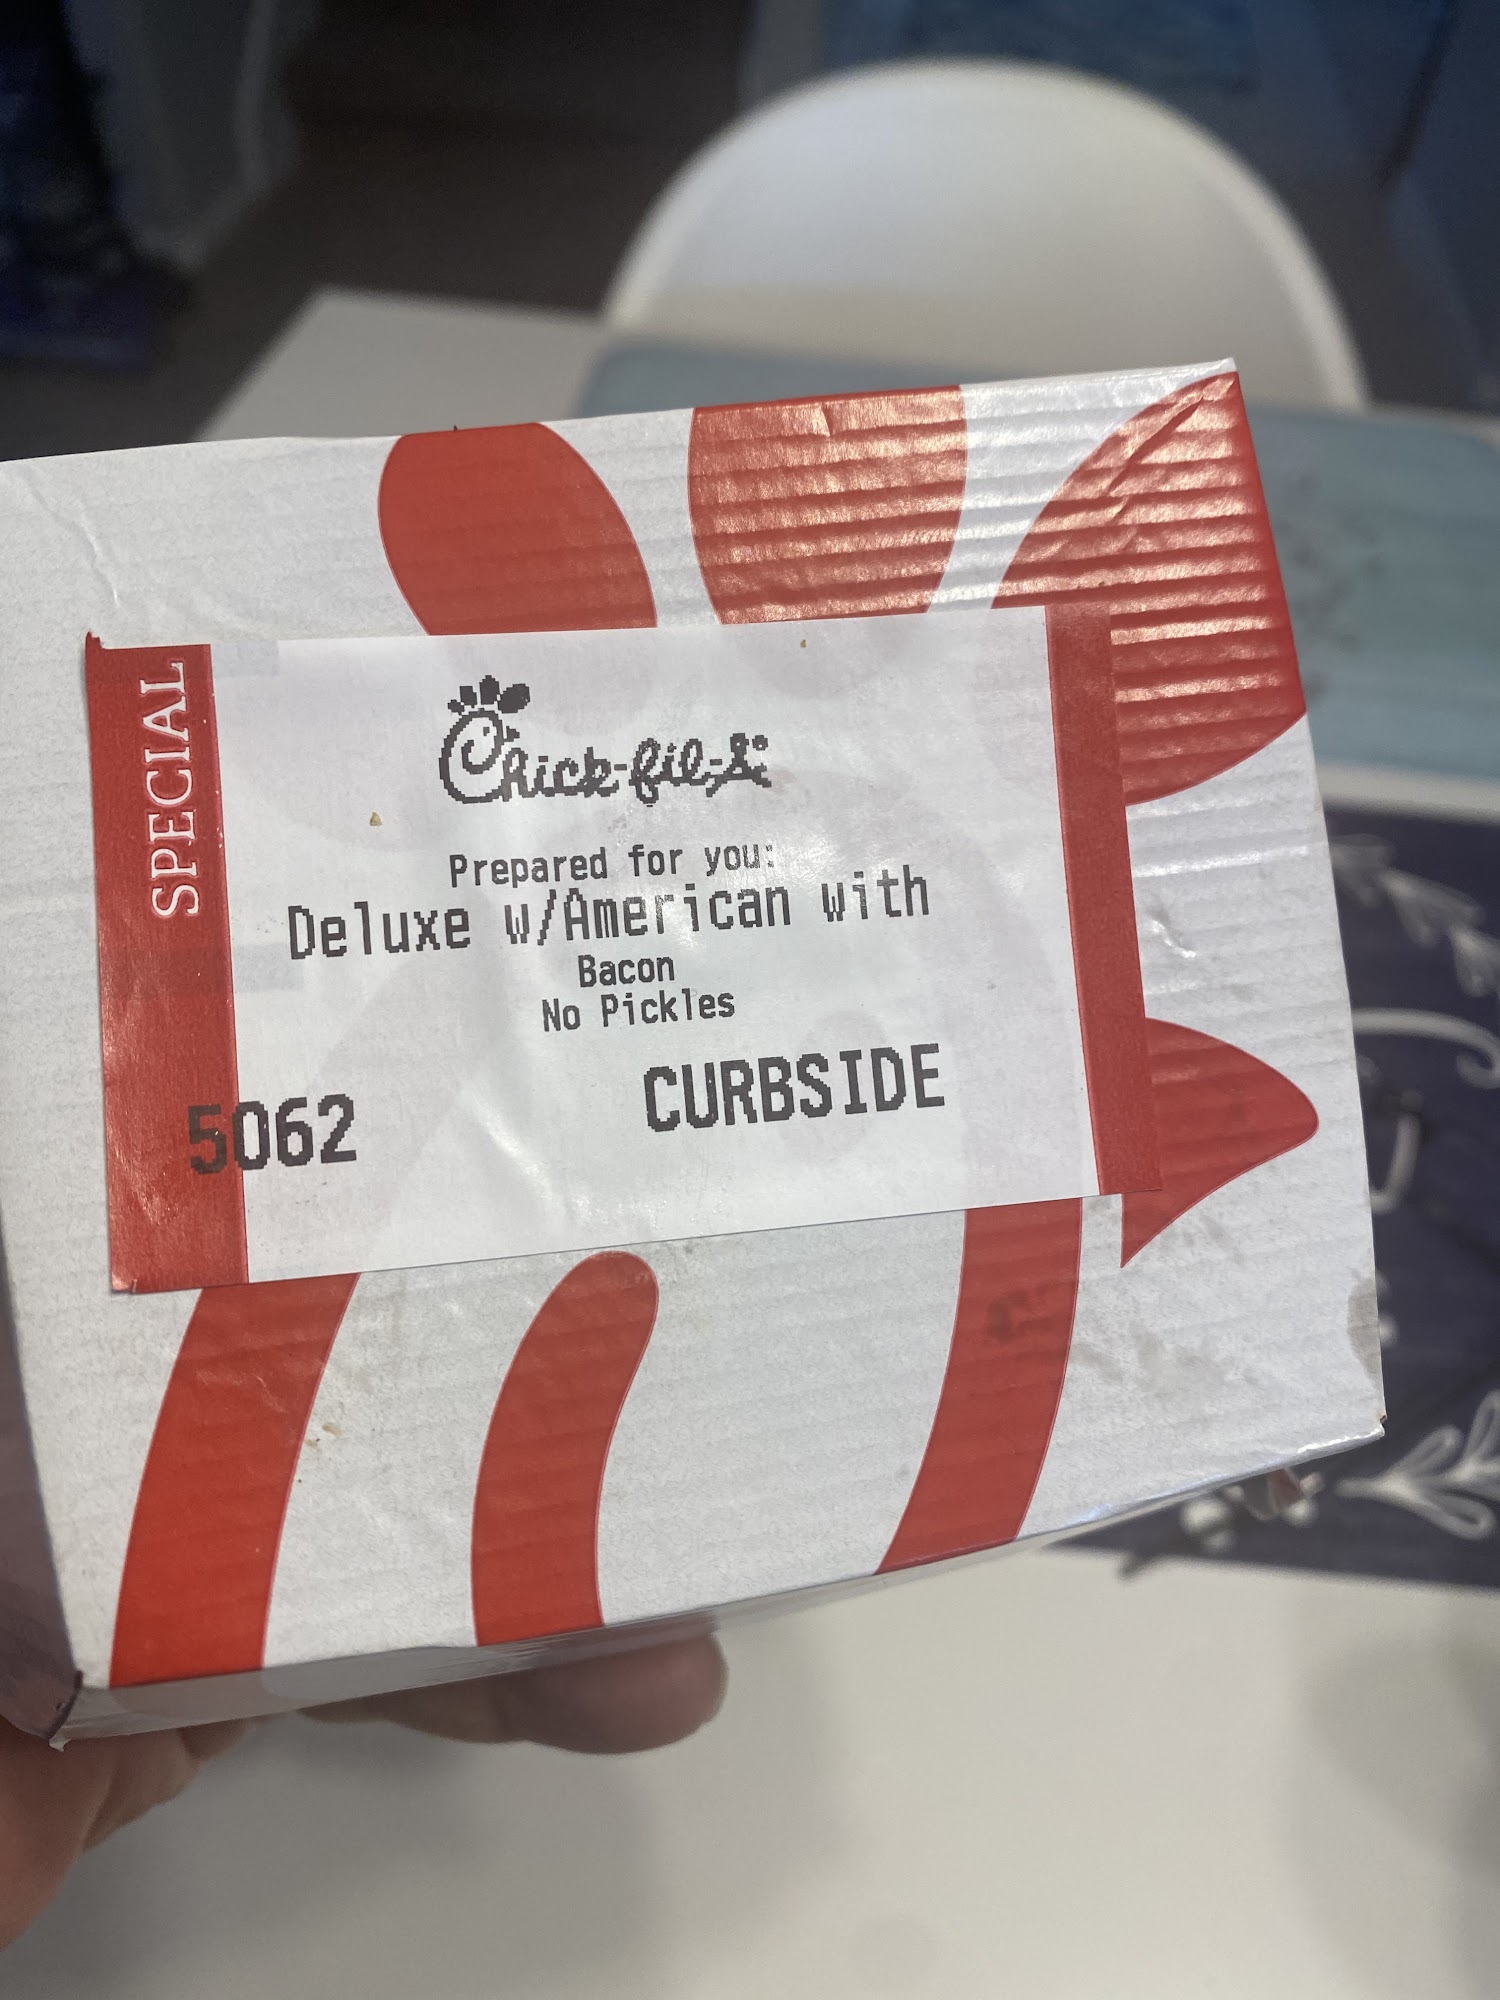 SPECIAL
Chick-fil-A
Prepared for you:
Deluxe w/American with
Bacon
No Pickles
5062
CURBSIDE